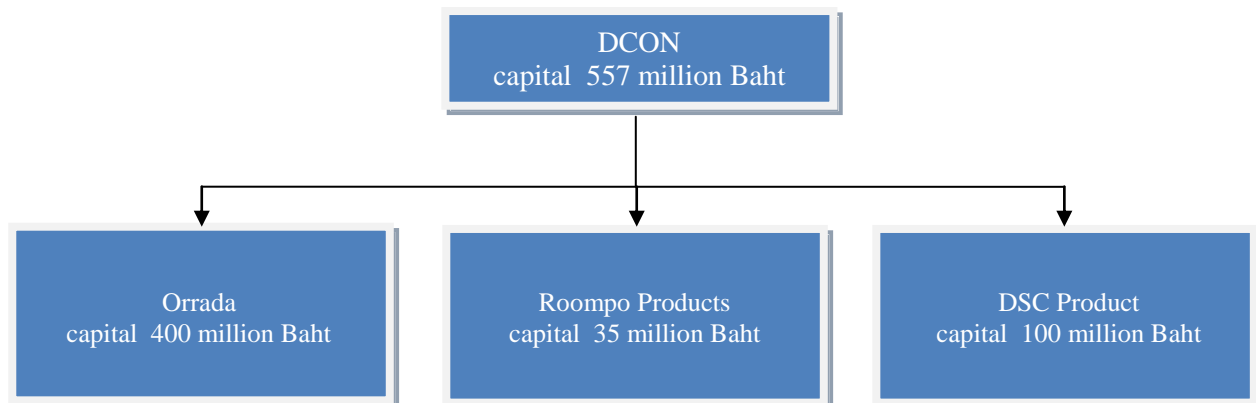 DCON
capital 557 million Baht
Orrada
capital 400 million Baht
Roompo Products
capital 35 million Baht
DSC Product
capital 100 million Baht